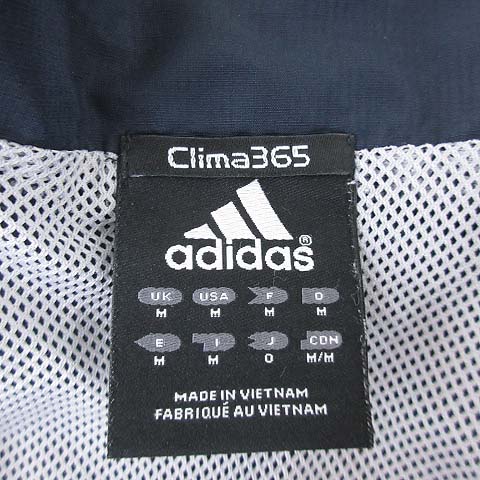 Clima365
adidas®
UK USA F D
M M M M
E I J CDN
M M O M/M
MADE IN VIETNAM
FABRIQUÉ AU VIETNAM